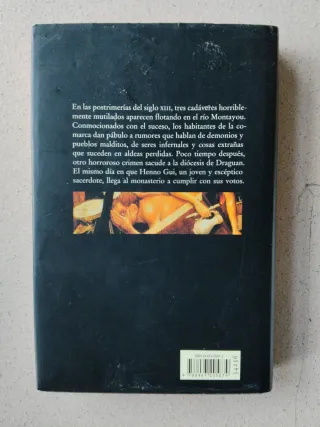 En las postrimerías del siglo XIII, tres cadáveres horrible-
mente mutilados aparecen flotando en el río Montayou.
Conmocionados con el suceso, los habitantes de la co-
marca dan pábulo a rumores que hablan de demonios y
pueblos malditos, de seres infernales y cosas extrañas
que suceden en aldeas perdidas. Poco tiempo después,
otro horroroso crimen sacude a la diócesis de Draguan.
El mismo día en que Henno Gui, un joven y escéptico
sacerdote, llega al monasterio a cumplir con sus votos.